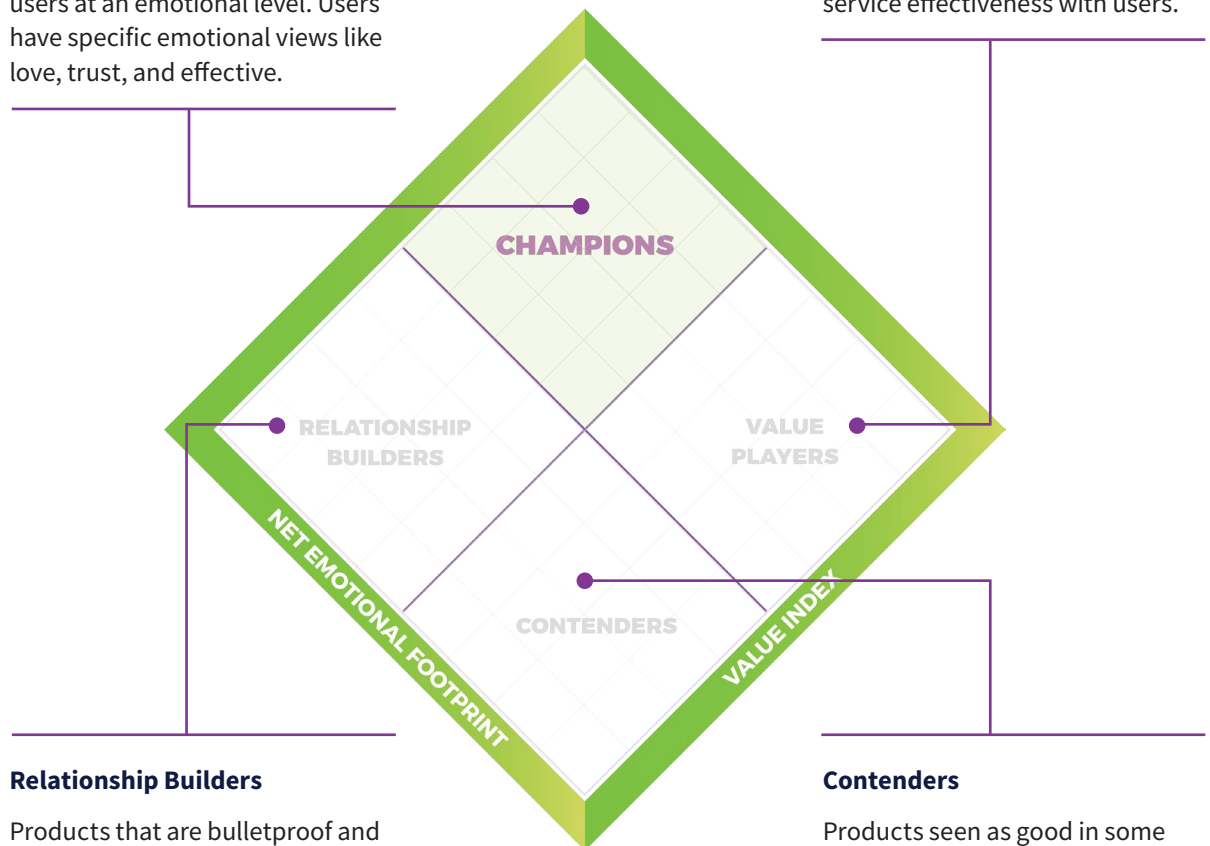 users at an emotional level. Users
have specific emotional views like
love, trust, and effective.
service effectiveness with users.
CHAMPIONS
RELATIONSHIP
BUILDERS
VALUE
PLAYERS
CONTENDERS
NET EMOTIONAL FOOTPRINT
VALUE INDEX
Relationship Builders
Products that are bulletproof and
Contenders
Products seen as good in some